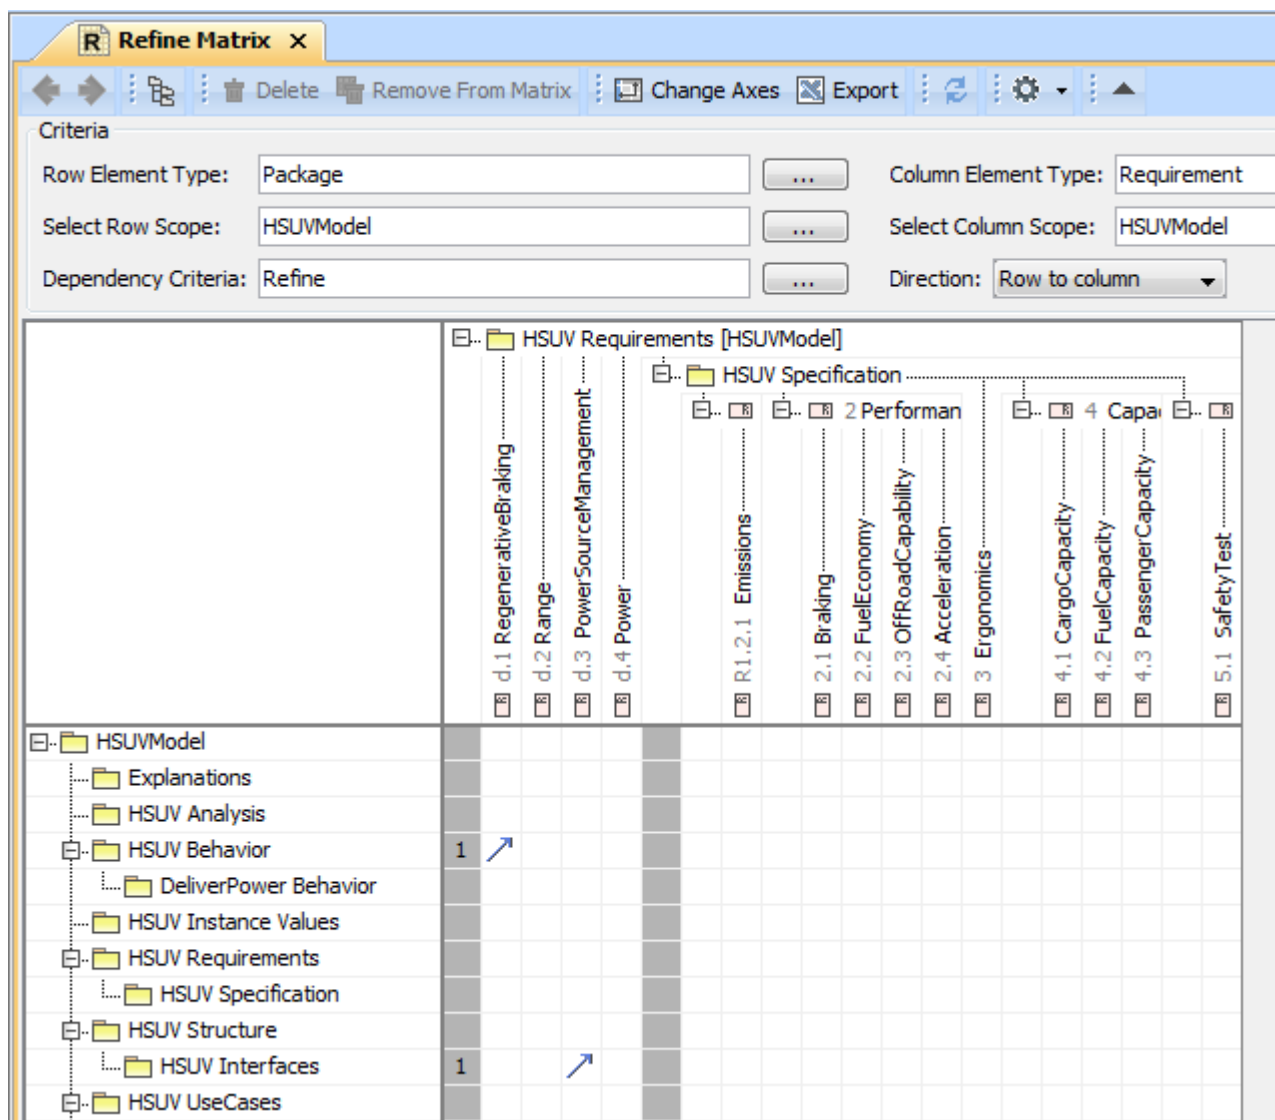 Refine Matrix
Delete Remove From Matrix Change Axes Export
Criteria
Row Element Type: Package ... Column Element Type: Requirement
Select Row Scope: HSUVModel ... Select Column Scope: HSUVModel
Dependency Criteria: Refine ... Direction: Row to column
HSUV Requirements [HSUVModel]
HSUV Specification
2 Performan
4 Capa
d.1 RegenerativeBraking
d.2 Range
d.3 PowerSourceManagement
d.4 Power
R1.2.1 Emissions
2.1 Braking
2.2 FuelEconomy
2.3 OffRoadCapability
2.4 Acceleration
3 Ergonomics
4.1 CargoCapacity
4.2 FuelCapacity
4.3 PassengerCapacity
5.1 SafetyTest
HSUVModel
Explanations
HSUV Analysis
HSUV Behavior 1
DeliverPower Behavior
HSUV Instance Values
HSUV Requirements
HSUV Specification
HSUV Structure
HSUV Interfaces 1
HSUV UseCases